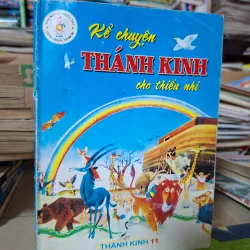 Kể chuyện
THÁNH KINH
cho thiếu nhi
THÁNH KINH 11